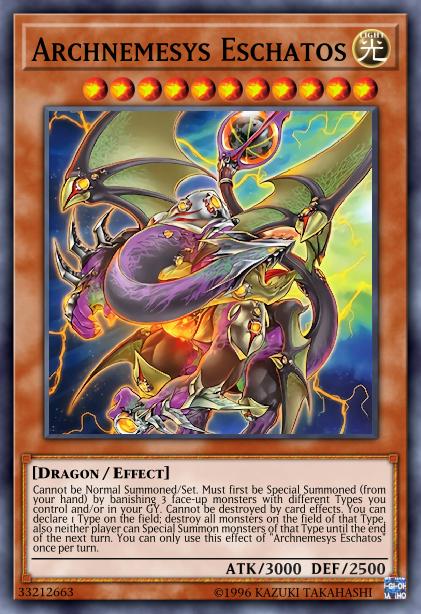 ARCHNEMESYS ESCHATOS
LIGHT
光
[DRAGON / EFFECT]
Cannot be Normal Summoned/Set. Must first be Special Summoned (from
your hand) by banishing 3 face-up monsters with different Types you
control and/or in your GY. Cannot be destroyed by card effects. You can
declare 1 Type on the field; destroy all monsters on the field of that Type,
also neither player can Special Summon monsters of that Type until the end
of the next turn. You can only use this effect of "Archnemesys Eschatos"
once per turn.
ATK/3000 DEF/2500
33212663
©1996 KAZUKI TAKAHASHI